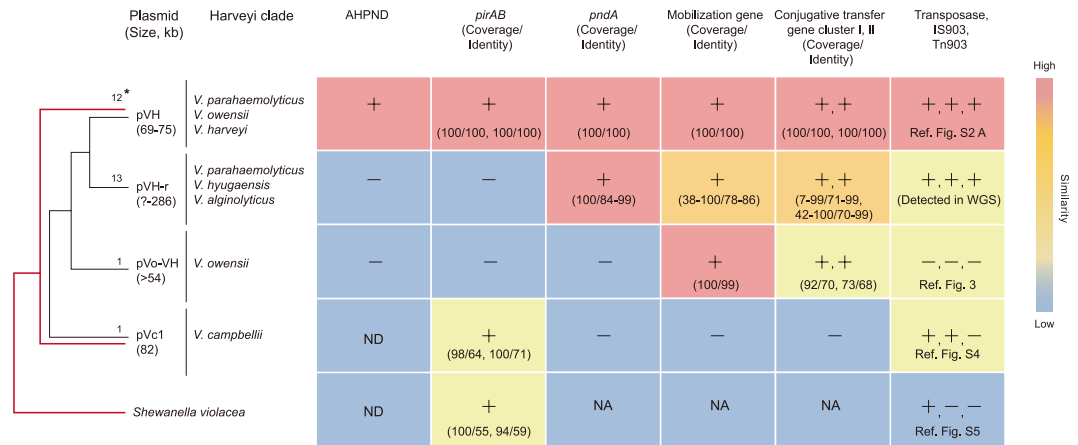 Plasmid
(Size, kb)
Harveyi clade
AHPND
pirAB
(Coverage/
Identity)
pndA
(Coverage/
Identity)
Mobilization gene
(Coverage/
Identity)
Conjugative transfer
gene cluster I, II
(Coverage/
Identity)
Transposase,
IS903,
Tn903
12 *
pVH
(69-75)
V. parahaemolyticus
V. owensii
V. harveyi
+
+
(100/100, 100/100)
+
(100/100)
+
(100/100)
+, +
(100/100, 100/100)
+, +, +
Ref. Fig. S2 A
13
pVH-r
(?-286)
V. parahaemolyticus
V. hyugaensis
V. alginolyticus
−
−
+
(100/84-99)
+
(38-100/78-86)
+, +
(7-99/71-99,
42-100/70-99)
+, +, +
(Detected in WGS)
1
pVo-VH
(>54)
V. owensii
−
−
−
+
(100/99)
+, +
(92/70, 73/68)
−, −, −
Ref. Fig. 3
1
pVc1
(82)
V. campbellii
ND
+
(98/64, 100/71)
−
−
−
+, +, −
Ref. Fig. S4
Shewanella violacea
ND
+
(100/55, 94/59)
NA
NA
NA
+, −, −
Ref. Fig. S5
High
Similarity
Low